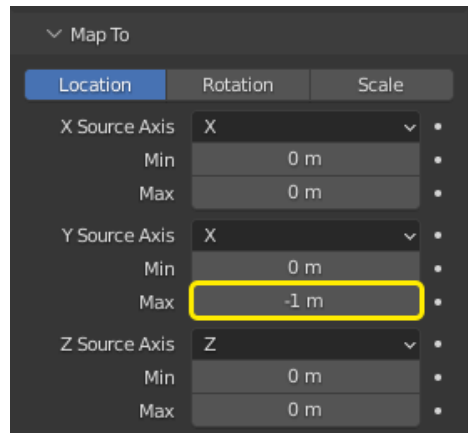 Map To
Location Rotation Scale
X Source Axis X
Min 0 m
Max 0 m
Y Source Axis X
Min 0 m
Max -1 m
Z Source Axis Z
Min 0 m
Max 0 m